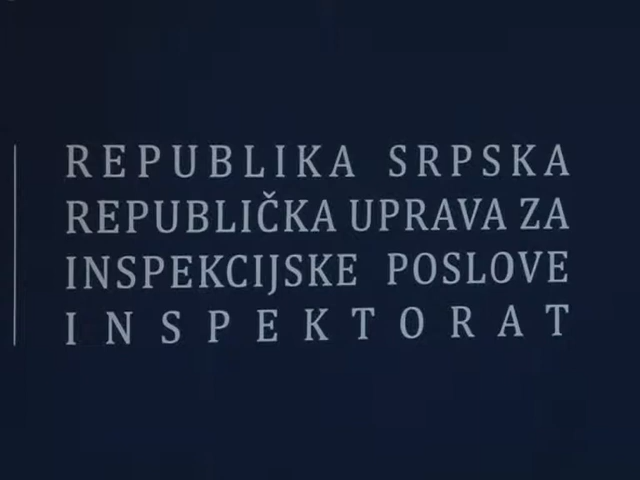 REPUBLIKA SRPSKA
REPUBLIČKA UPRAVA ZA
INSPEKCIJSKE POSLOVE
INSPEKTORAT